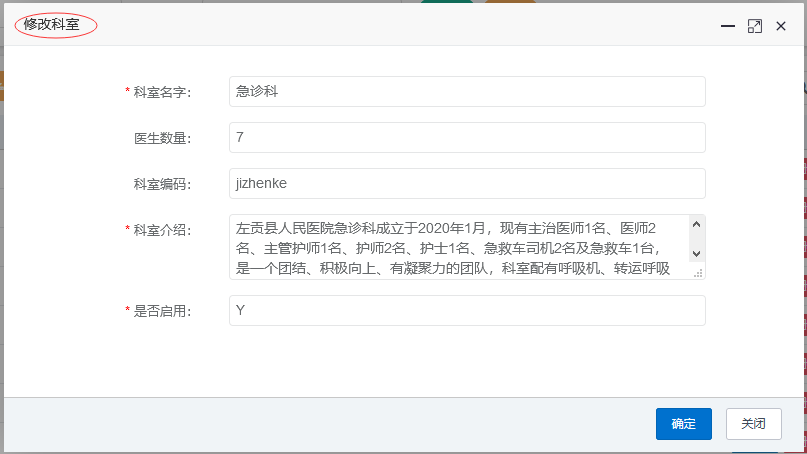 修改科室
* 科室名字： 急诊科
医生数量： 7
科室编码： jizhenke
* 科室介绍： 左贡县人民医院急诊科成立于2020年1月，现有主治医师1名、医师2
名、主管护师1名、护师2名、护士1名、急救车司机2名及急救车1台，
是一个团结、积极向上、有凝聚力的团队，科室配有呼吸机、转运呼吸
* 是否启用： Y
确定 关闭